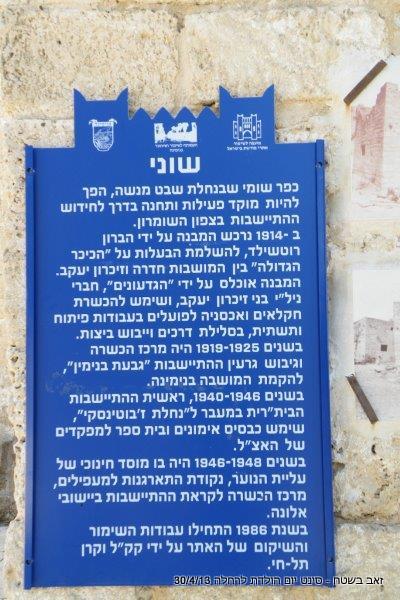 שוני
כפר שומי שבנחלת שבט מנשה, הפך
להיות מוקד פעילות ותחנה בדרך לחידוש
ההתיישבות בצפון השומרון.
ב -1914 נרכש המבנה על ידי הברון
רוטשילד, להשלמת הבעלות על "הכיכר
הגדולה" בין המושבות חדרה וזיכרון יעקב.
המבנה אוכלס על ידי "הגדעונים", חברי
ניל"י בני זיכרון יעקב, ושימש להכשרת
חקלאים ואכסניה לפועלים בעבודות פיתוח
ותשתית, בסלילת דרכים וייבוש ביצות.
בשנים 1919-1925 היה מרכז הכשרה
וגיבוש גרעין ההתיישבות "גבעת בנימין",
להקמת המושבה בנימינה.
בשנים 1940-1946, ראשית ההתיישבות
הבית"רית במעבר ל"נחלת ז'בוטינסקי",
שימש כבסיס אימונים ובית ספר למפקדים
של האצ"ל.
בשנים 1946-1948 היה בו מוסד חינוכי של
עליית הנוער, נקודת התארגנות למעפילים,
מרכז הכשרה לקראת ההתיישבות ביישובי
אלונה.
בשנת 1986 התחילו עבודות השימור
והשיקום של האתר על ידי קק"ל וקרן
תל-חי.
זאב בשטח - סינט יום הולדת לרחלה 30/4/13